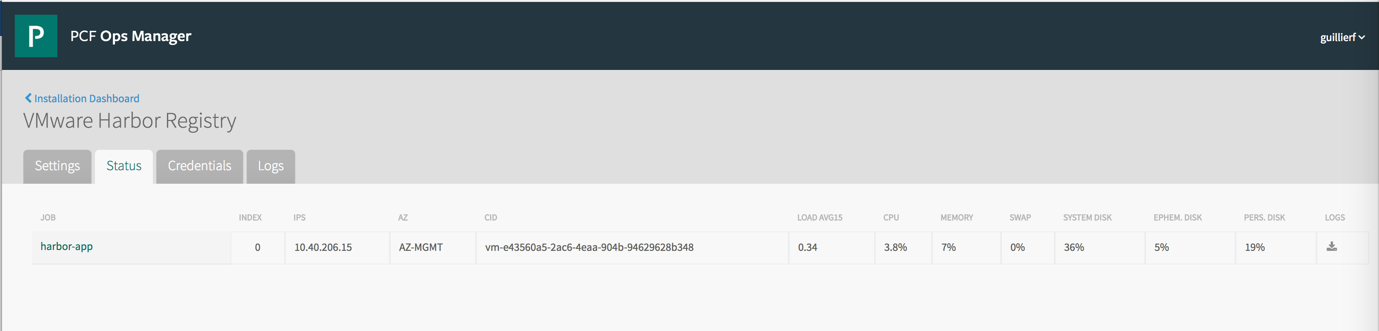 P PCF Ops Manager guillierf
Installation Dashboard
VMware Harbor Registry
Settings Status Credentials Logs
JOB INDEX IPS AZ CID LOAD AVG15 CPU MEMORY SWAP SYSTEM DISK EPHEM. DISK PERS. DISK LOGS
harbor-app 0 10.40.206.15 AZ-MGMT vm-e43560a5-2ac6-4eaa-904b-94629628b348 0.34 3.8% 7% 0% 36% 5% 19%